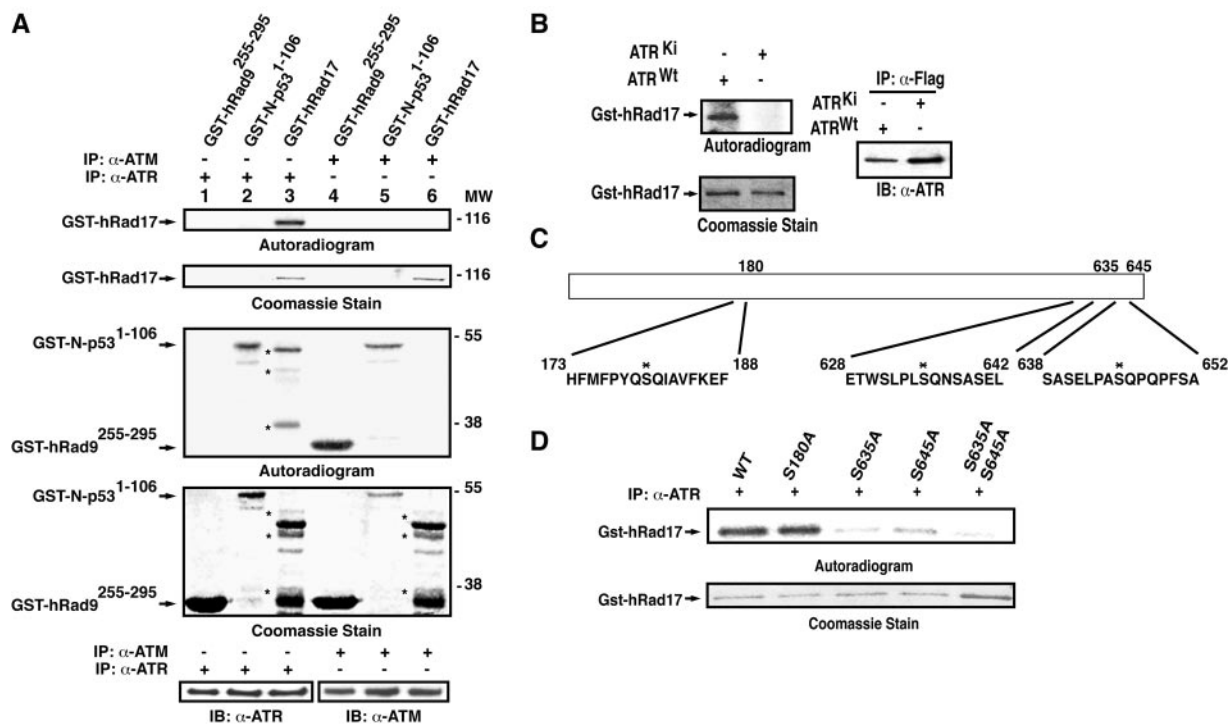 A
GST-hRad9 255-295
GST-N-p53 1-106
GST-hRad17
GST-hRad9 255-295
GST-N-p53 1-106
GST-hRad17
IP: α-ATM - - - + + +
IP: α-ATR + + + - - -
1 2 3 4 5 6 MW
GST-hRad17 - 116
Autoradiogram
GST-hRad17 - 116
Coomassie Stain
GST-N-p53 1-106 - 55
*
*
* - 38
GST-hRad9 255-295
Autoradiogram
GST-N-p53 1-106 - 55
* *
* *
* * - 38
GST-hRad9 255-295
Coomassie Stain
IP: α-ATM - - - + + +
IP: α-ATR + + + - - -
IB: α-ATR IB: α-ATM
B
ATR Ki - +
ATR Wt + -
Gst-hRad17
Autoradiogram
Gst-hRad17
Coomassie Stain
IP: α-Flag
ATR Ki - +
ATR Wt + -
IB: α-ATR
C
180 635 645
173 * 188 628 * 642 638 * 652
HFMFPYQSQIAVFKEF ETWSLPLSQNSASEL SASELPASQPQPFSA
D
WT S180A S635A S645A S635A S645A
IP: α-ATR + + + + +
Gst-hRad17
Autoradiogram
Gst-hRad17
Coomassie Stain